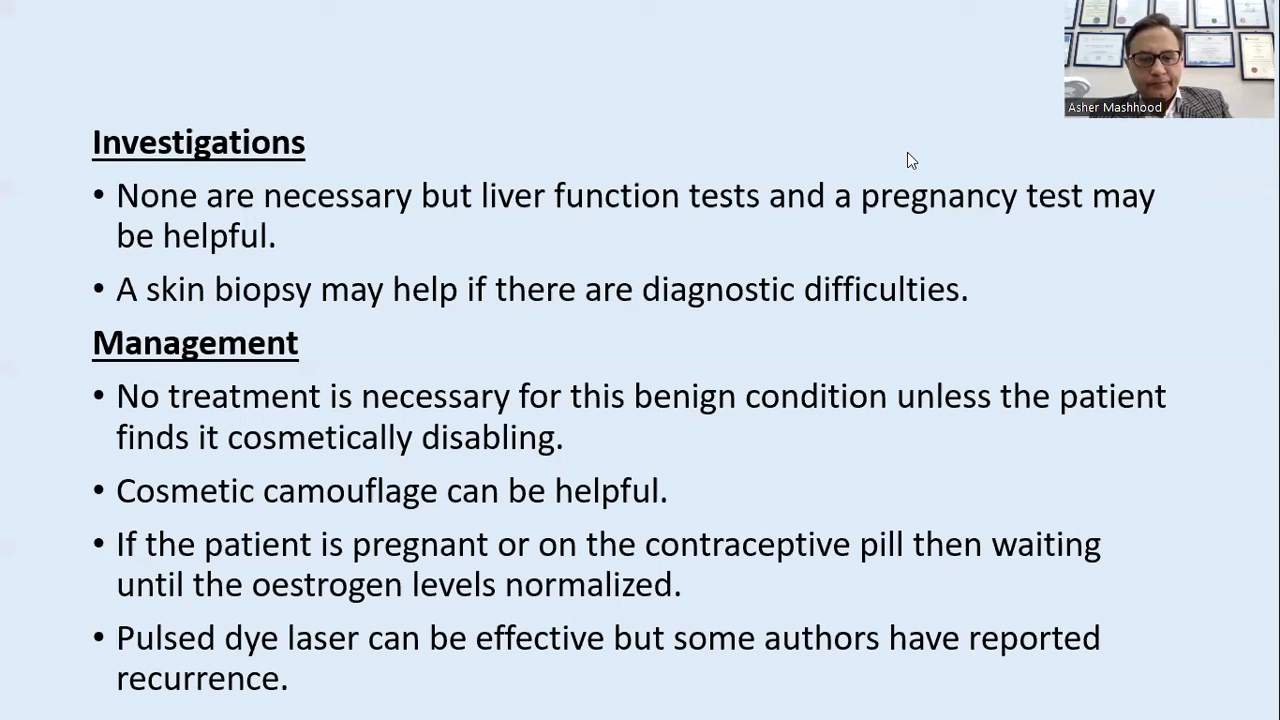 Asher Mashhood
Investigations
• None are necessary but liver function tests and a pregnancy test may
be helpful.
• A skin biopsy may help if there are diagnostic difficulties.
Management
• No treatment is necessary for this benign condition unless the patient
finds it cosmetically disabling.
• Cosmetic camouflage can be helpful.
• If the patient is pregnant or on the contraceptive pill then waiting
until the oestrogen levels normalized.
• Pulsed dye laser can be effective but some authors have reported
recurrence.